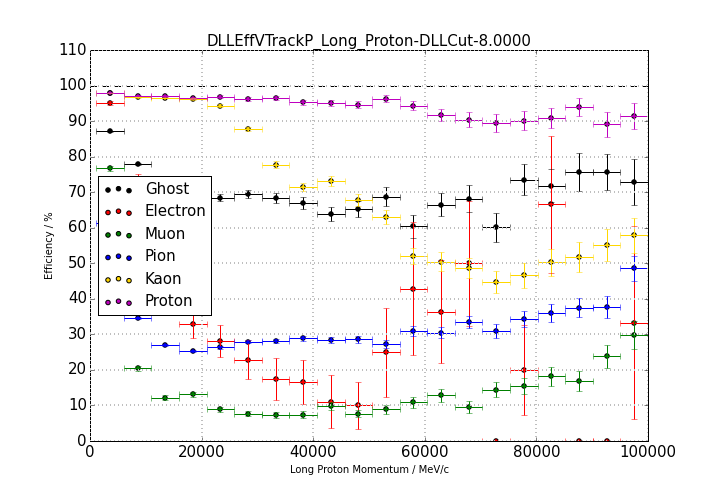 DLLEffVTrackP_Long_Proton-DLLCut-8.0000
110
100
90
80
70
60
50
40
30
20
10
0
Efficiency / %
Ghost
Electron
Muon
Pion
Kaon
Proton
0 20000 40000 60000 80000 100000
Long Proton Momentum / MeV/c